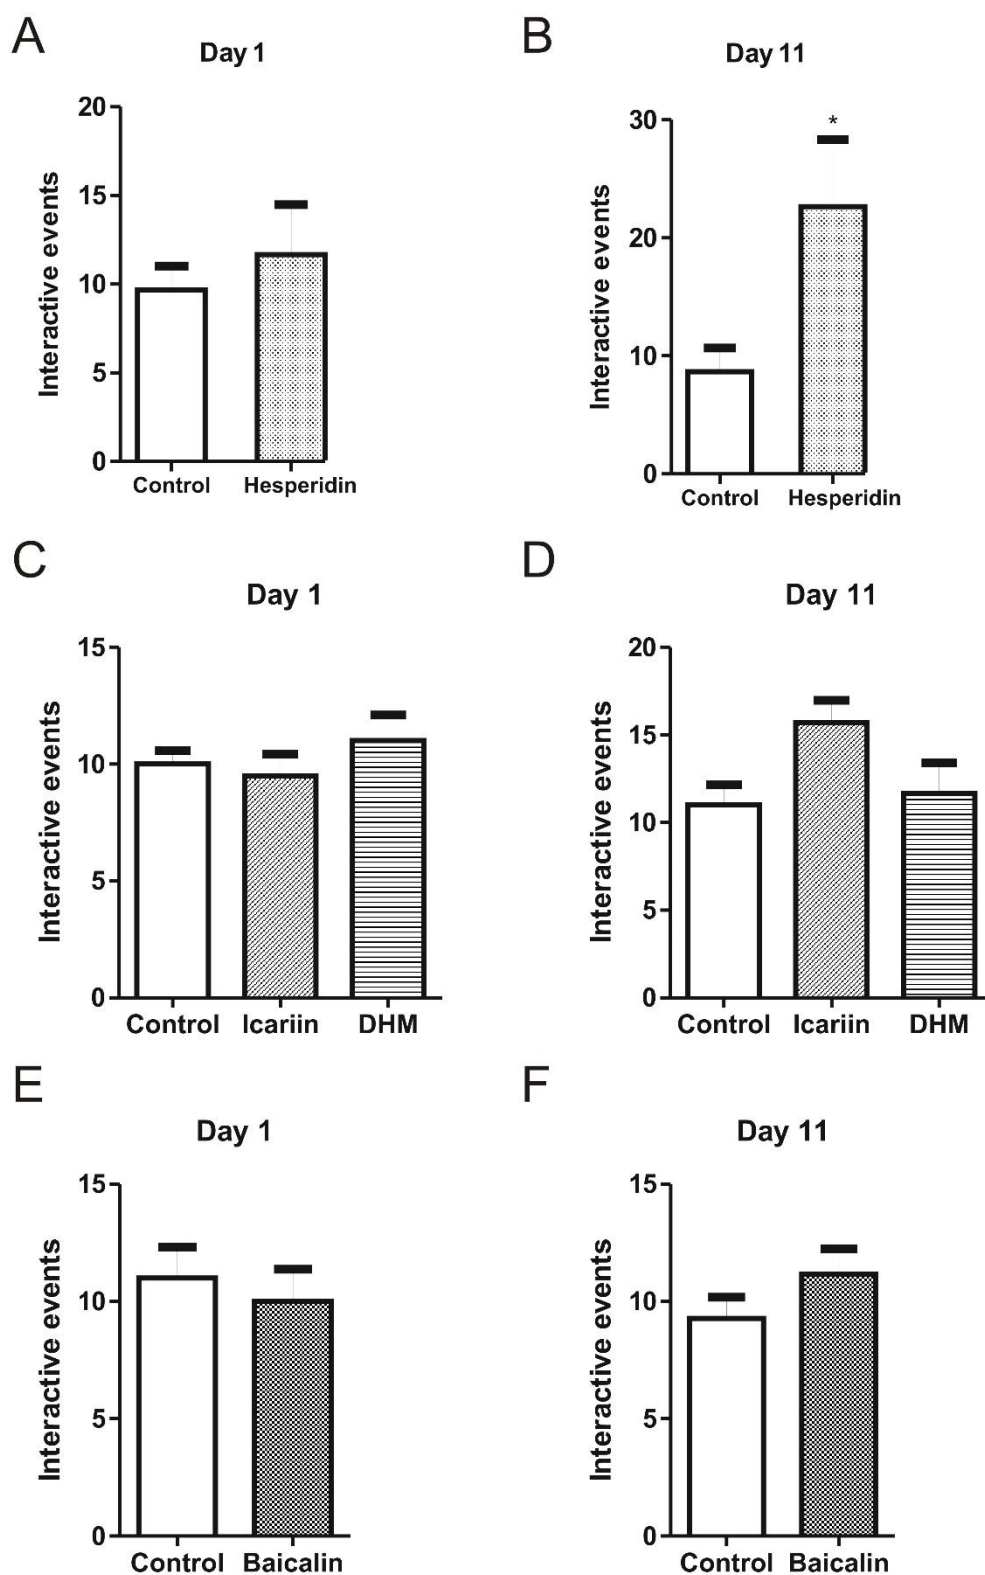 A
Day 1
Interactive events
20
15
10
5
0
Control Hesperidin
B
Day 11
Interactive events
30
20
10
0
*
Control Hesperidin
C
Day 1
Interactive events
15
10
5
0
Control Icariin DHM
D
Day 11
Interactive events
20
15
10
5
0
Control Icariin DHM
E
Day 1
Interactive events
15
10
5
0
Control Baicalin
F
Day 11
Interactive events
15
10
5
0
Control Baicalin